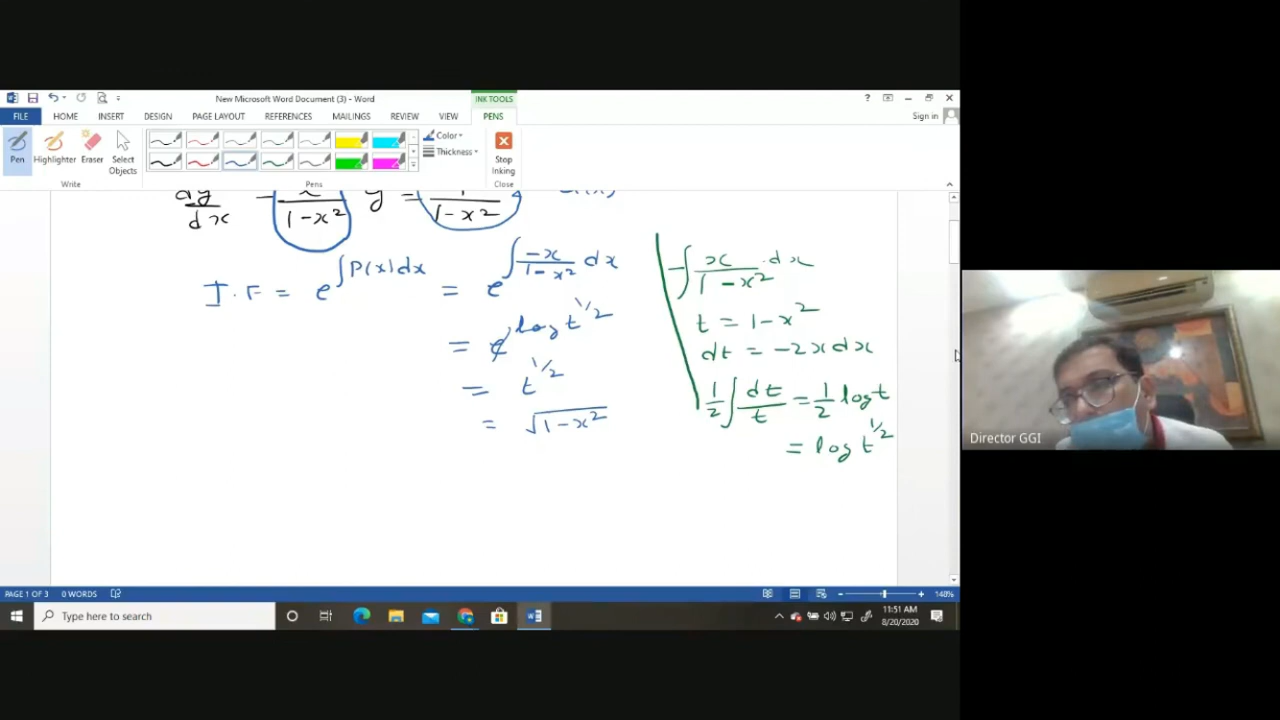 New Microsoft Word Document (3) - Word
INK TOOLS
Sign in
FILE HOME INSERT DESIGN PAGE LAYOUT REFERENCES MAILINGS REVIEW VIEW PENS
Pen Highlighter Eraser Select Objects
Color
Thickness
Stop Inking
Write Pens Close
dy/dx - x/(1-x²) y = 1/(1-x²)
I.F = e^∫P(x)dx = e^∫-x/(1-x²) dx
= e^log t^1/2
= t^1/2
= √1-x²
-∫ x/(1-x²) . dx
t = 1-x²
dt = -2xdx
1/2 ∫ dt/t = 1/2 log t
= log t^1/2
Director GGI
PAGE 1 OF 3 0 WORDS 148%
Type here to search
11:51 AM
8/20/2020